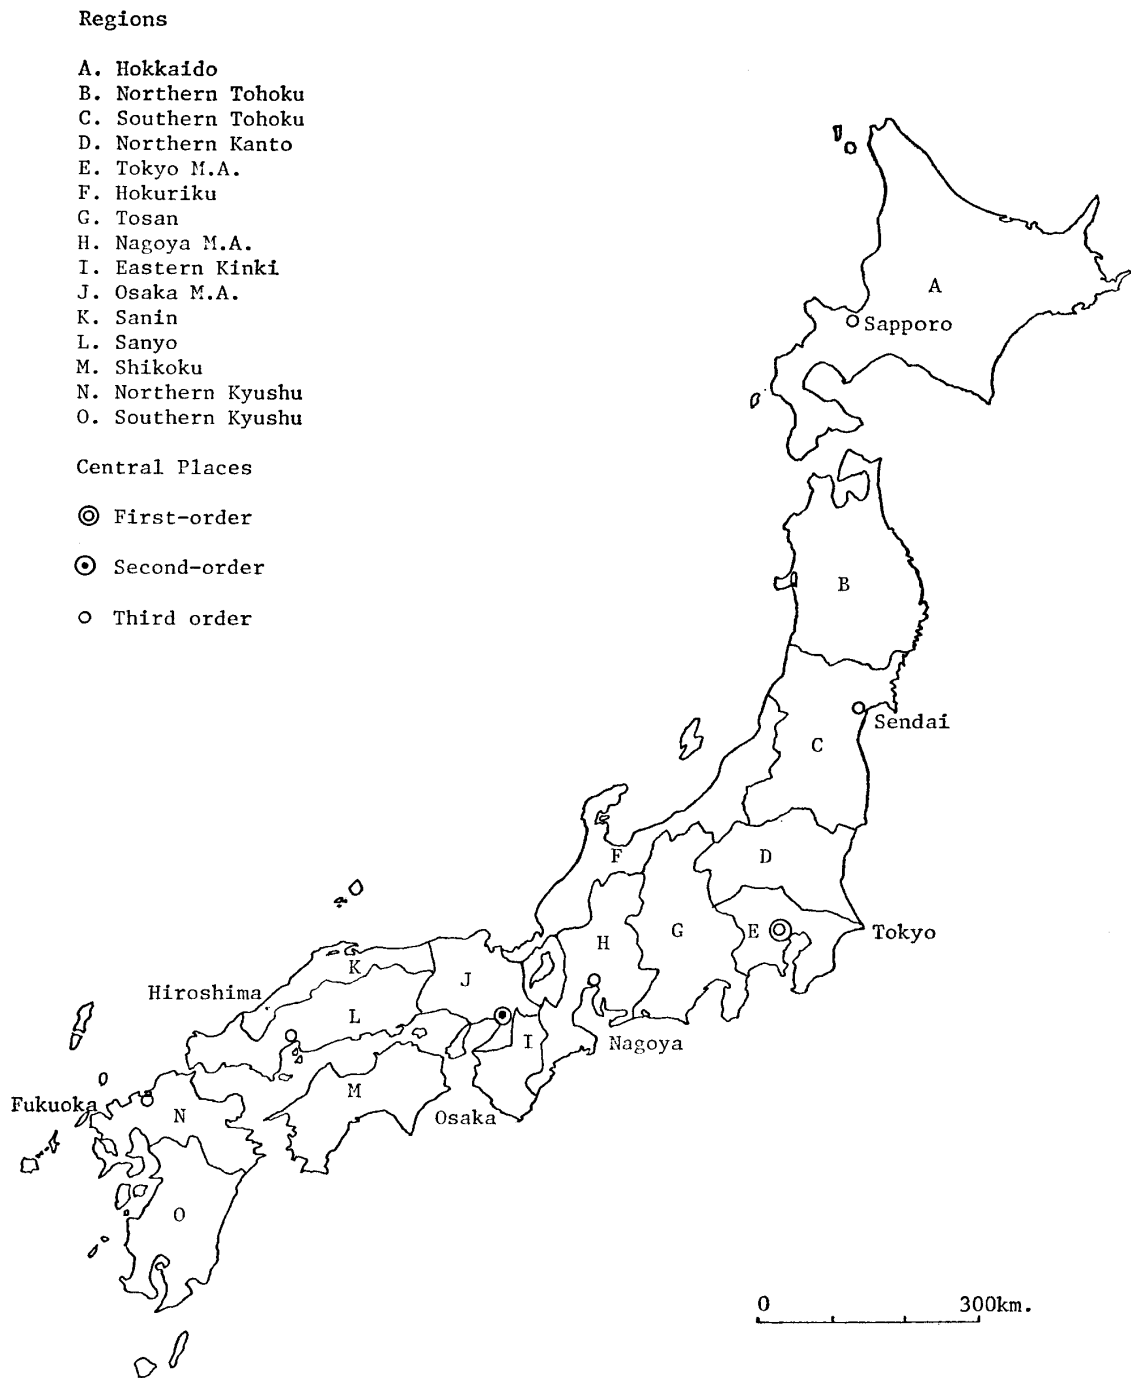 Regions
A. Hokkaido
B. Northern Tohoku
C. Southern Tohoku
D. Northern Kanto
E. Tokyo M.A.
F. Hokuriku
G. Tosan
H. Nagoya M.A.
I. Eastern Kinki
J. Osaka M.A.
K. Sanin
L. Sanyo
M. Shikoku
N. Northern Kyushu
O. Southern Kyushu
Central Places
First-order
Second-order
Third order
A
Sapporo
B
Sendai
C
F
D
E
Tokyo
G
H
K
J
Hiroshima
L
I
Nagoya
M
Fukuoka
N
Osaka
O
0 300km.